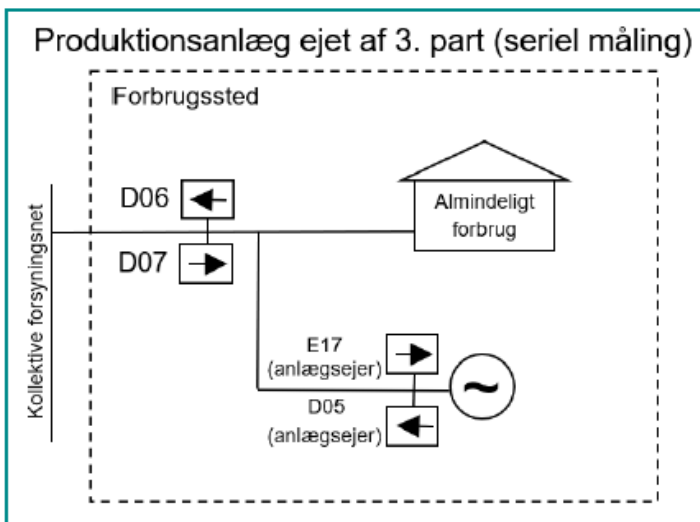 Produktionsanlæg ejet af 3. part (seriel måling)
Forbrugssted
Kollektive forsyningsnet
D06
D07
Almindeligt
forbrug
E17
(anlægsejer)
D05
(anlægsejer)
~